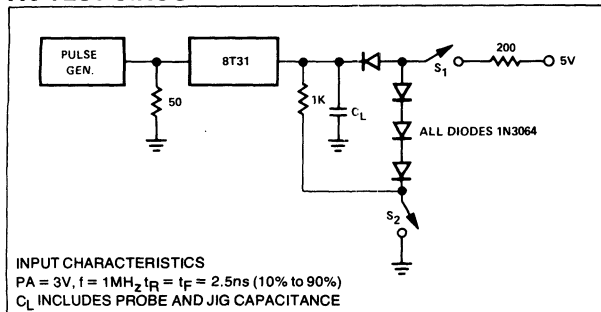 PULSE
GEN.
8T31
50
1K
CL
S1
200
5V
ALL DIODES 1N3064
S2
INPUT CHARACTERISTICS
PA = 3V, f = 1MHz tR = tF = 2.5ns (10% to 90%)
CL INCLUDES PROBE AND JIG CAPACITANCE